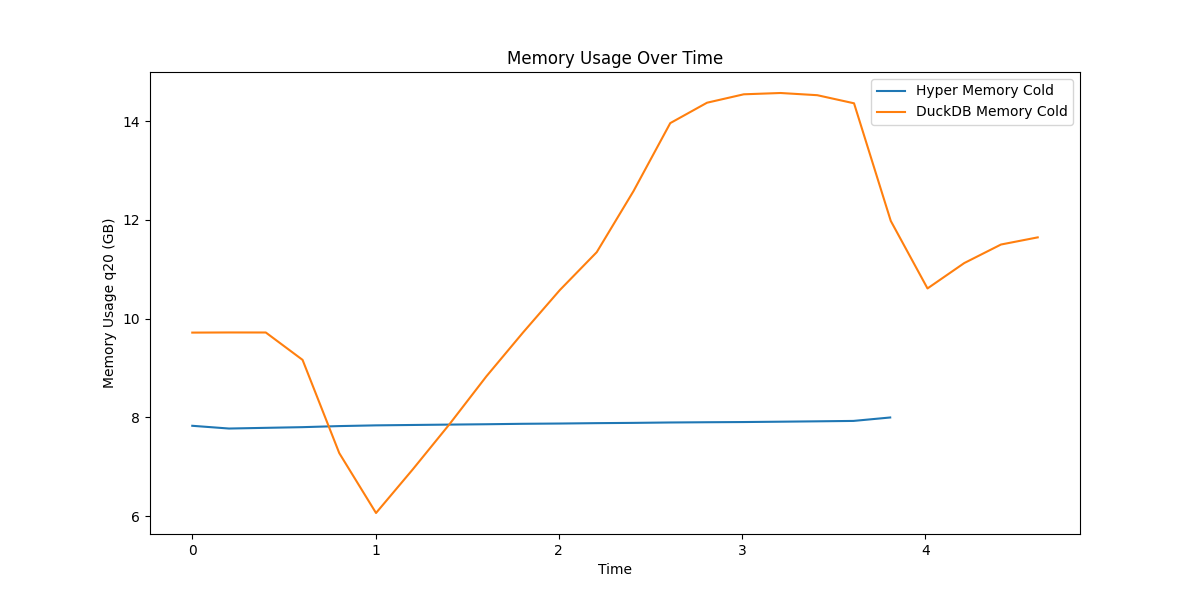 Memory Usage Over Time
Hyper Memory Cold
DuckDB Memory Cold
Memory Usage q20 (GB)
14
12
10
8
6
0 1 2 3 4
Time